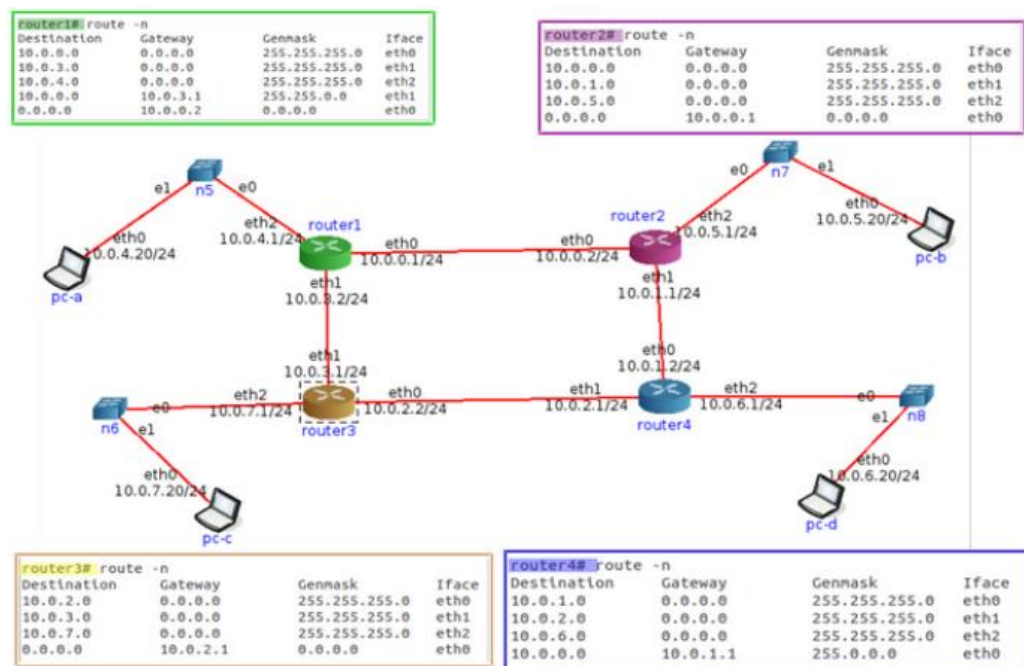 router1# route -n
Destination Gateway Genmask Iface
10.0.0.0 0.0.0.0 255.255.255.0 eth0
10.0.3.0 0.0.0.0 255.255.255.0 eth1
10.0.4.0 0.0.0.0 255.255.255.0 eth2
10.0.0.0 10.0.3.1 255.255.0.0 eth1
0.0.0.0 10.0.0.2 0.0.0.0 eth0
router2# route -n
Destination Gateway Genmask Iface
10.0.0.0 0.0.0.0 255.255.255.0 eth0
10.0.1.0 0.0.0.0 255.255.255.0 eth1
10.0.5.0 0.0.0.0 255.255.255.0 eth2
0.0.0.0 10.0.0.1 0.0.0.0 eth0
n5
e1
e0
eth2
10.0.4.1/24
router1
eth0
10.0.4.20/24
pc-a
eth0
10.0.0.1/24
eth1
10.0.3.2/24
n7
e0
e1
router2
eth2
10.0.5.1/24
eth0
10.0.0.2/24
eth0
10.0.5.20/24
pc-b
eth1
10.0.1.1/24
eth1
10.0.3.1/24
eth2
10.0.7.1/24
eth0
10.0.2.2/24
router3
n6
e0
e1
eth0
10.0.7.20/24
pc-c
eth0
10.0.1.2/24
eth1
10.0.2.1/24
eth2
10.0.6.1/24
router4
e0
e1
n8
eth0
10.0.6.20/24
pc-d
router3# route -n
Destination Gateway Genmask Iface
10.0.2.0 0.0.0.0 255.255.255.0 eth0
10.0.3.0 0.0.0.0 255.255.255.0 eth1
10.0.7.0 0.0.0.0 255.255.255.0 eth2
0.0.0.0 10.0.2.1 0.0.0.0 eth0
router4# route -n
Destination Gateway Genmask Iface
10.0.1.0 0.0.0.0 255.255.255.0 eth0
10.0.2.0 0.0.0.0 255.255.255.0 eth1
10.0.6.0 0.0.0.0 255.255.255.0 eth2
10.0.0.0 10.0.1.1 255.0.0.0 eth0